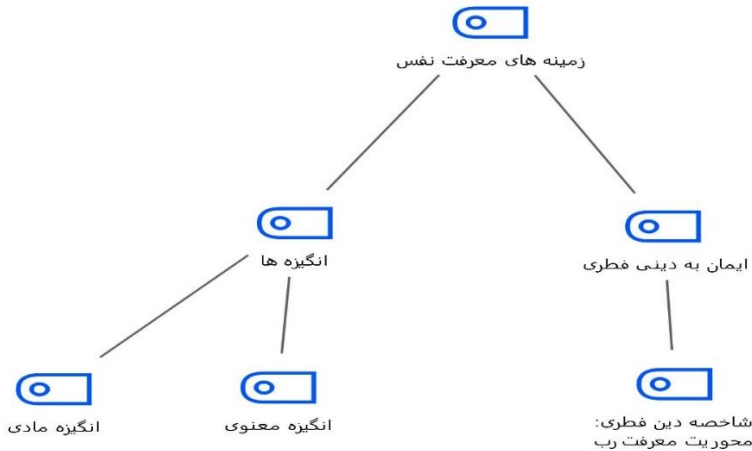 زمینه های معرفت نفس
ایمان به دینی فطری
انگیزه ها
شاخصه دین فطری:
محوریت معرفت رب
انگیزه معنوی
انگیزه مادی